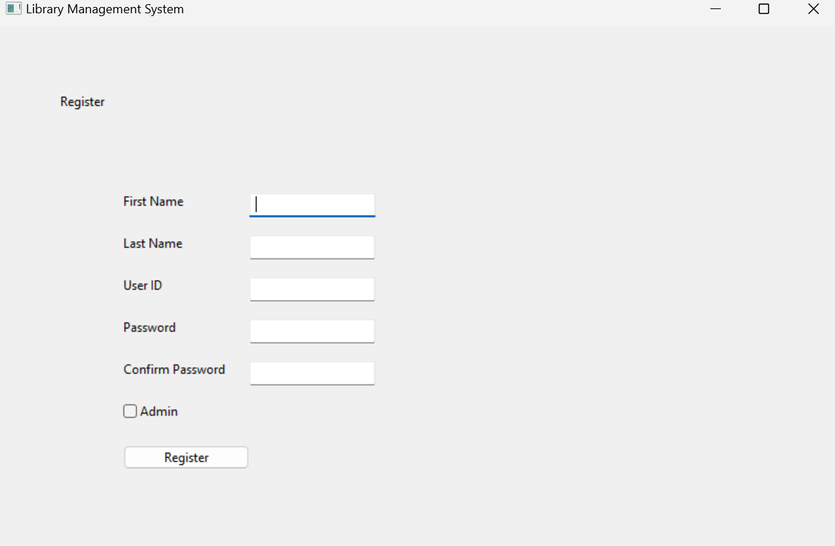 Library Management System
Register
First Name
Last Name
User ID
Password
Confirm Password
Admin
Register